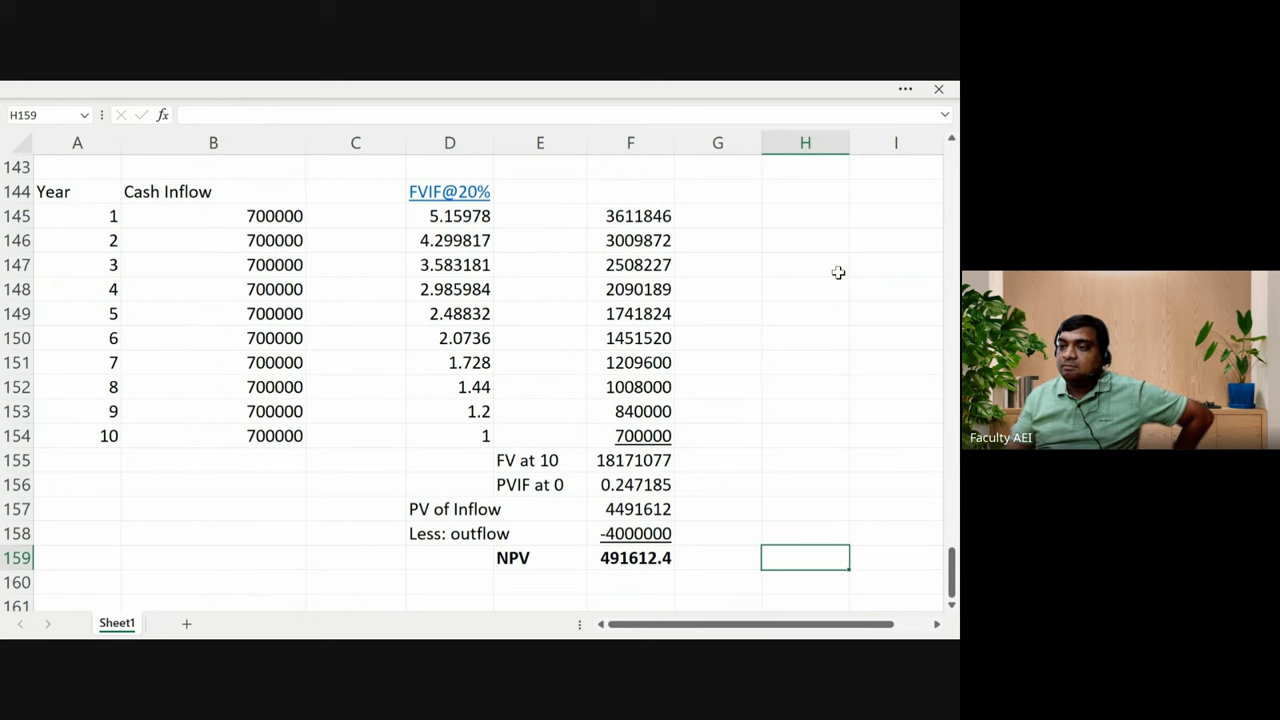 H159
fx
A B C D E F G H I
143
144 Year Cash Inflow FVIF@20%
145 1 700000 5.15978 3611846
146 2 700000 4.299817 3009872
147 3 700000 3.583181 2508227
148 4 700000 2.985984 2090189
149 5 700000 2.48832 1741824
150 6 700000 2.0736 1451520
151 7 700000 1.728 1209600
152 8 700000 1.44 1008000
153 9 700000 1.2 840000
154 10 700000 1 700000
155 FV at 10 18171077
156 PVIF at 0 0.247185
157 PV of Inflow 4491612
158 Less: outflow -4000000
159 NPV 491612.4
160
161
Sheet1
Faculty AEI